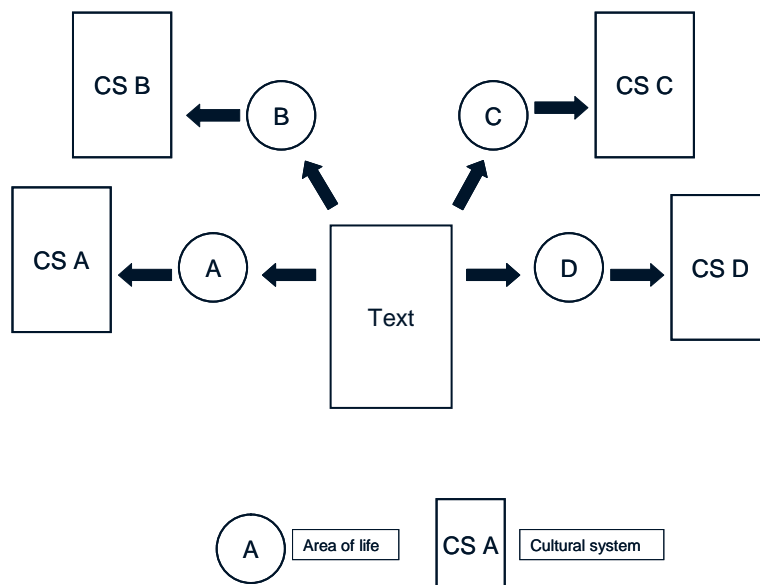 CS B
B
C
CS C
CS A
A
Text
D
CS D
A
Area of life
CS A
Cultural system